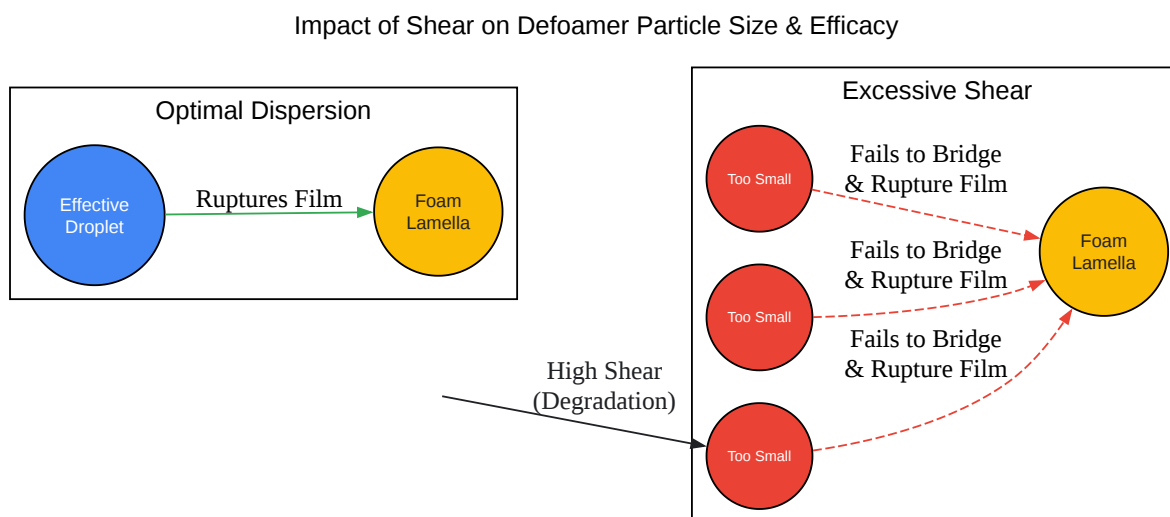 Impact of Shear on Defoamer Particle Size & Efficacy
Optimal Dispersion
Effective
Droplet
Ruptures Film
Foam
Lamella
High Shear
(Degradation)
Excessive Shear
Too Small
Fails to Bridge
& Rupture Film
Too Small
Fails to Bridge
& Rupture Film
Too Small
Fails to Bridge
& Rupture Film
Foam
Lamella